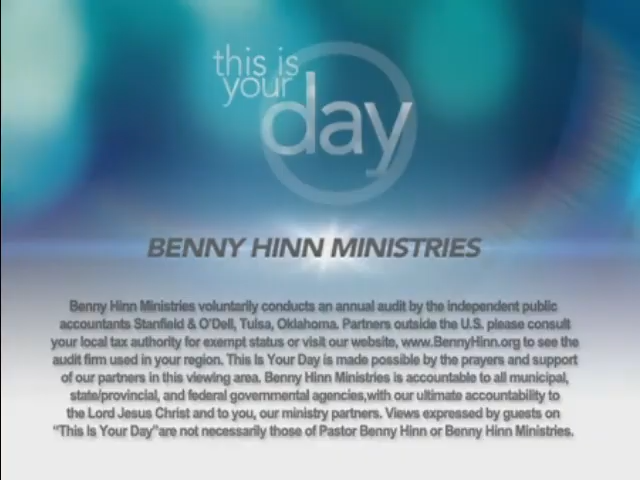 this is
your
day
BENNY HINN MINISTRIES
Benny Hinn Ministries voluntarily conducts an annual audit by the independent public
accountants Stanfield & O'Dell, Tulsa, Oklahoma. Partners outside the U.S. please consult
your local tax authority for exempt status or visit our website, www.BennyHinn.org to see the
audit firm used in your region. This Is Your Day is made possible by the prayers and support
of our partners in this viewing area. Benny Hinn Ministries is accountable to all municipal,
state/provincial, and federal governmental agencies,with our ultimate accountability to
the Lord Jesus Christ and to you, our ministry partners. Views expressed by guests on
"This Is Your Day"are not necessarily those of Pastor Benny Hinn or Benny Hinn Ministries.